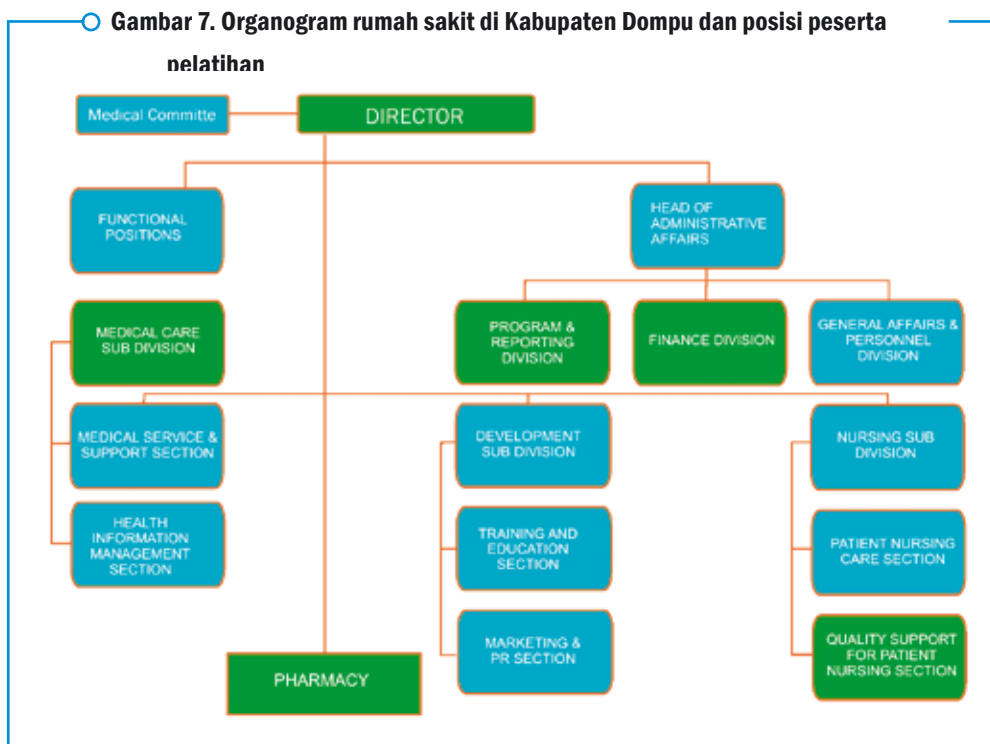 Gambar 7. Organogram rumah sakit di Kabupaten Dompu dan posisi peserta
pelatihan
Medical Committe
DIRECTOR
FUNCTIONAL
POSITIONS
HEAD OF
ADMINISTRATIVE
AFFAIRS
MEDICAL CARE
SUB DIVISION
PROGRAM &
REPORTING
DIVISION
FINANCE DIVISION
GENERAL AFFAIRS &
PERSONNEL
DIVISION
MEDICAL SERVICE &
SUPPORT SECTION
DEVELOPMENT
SUB DIVISION
NURSING SUB
DIVISION
HEALTH
INFORMATION
MANAGEMENT
SECTION
TRAINING AND
EDUCATION
SECTION
PATIENT NURSING
CARE SECTION
MARKETING &
PR SECTION
QUALITY SUPPORT
FOR PATIENT
NURSING SECTION
PHARMACY